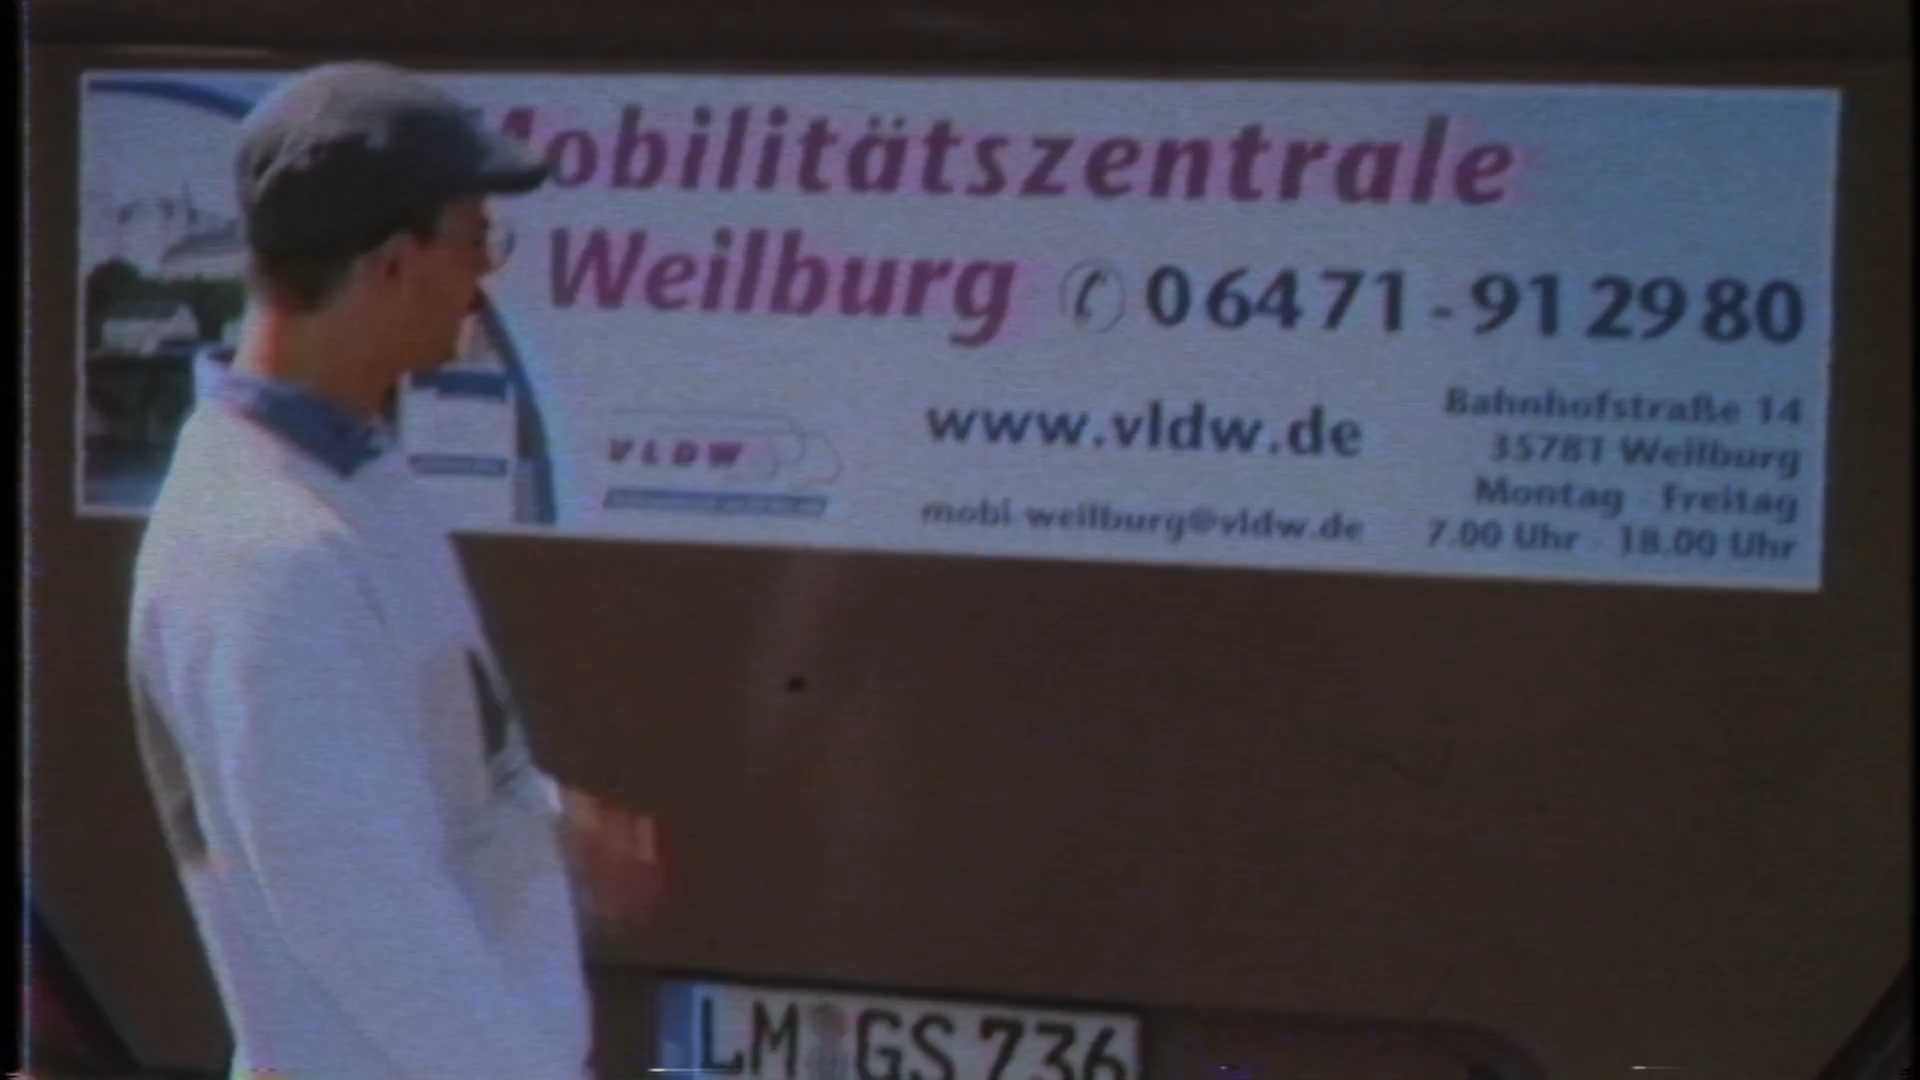 Mobilitätszentrale
Weilburg ✆ 06471-912980
VLDW
www.vldw.de
mobi-weilburg@vldw.de
Bahnhofstraße 14
35781 Weilburg
Montag - Freitag
7.00 Uhr - 18.00 Uhr
LM GS 736